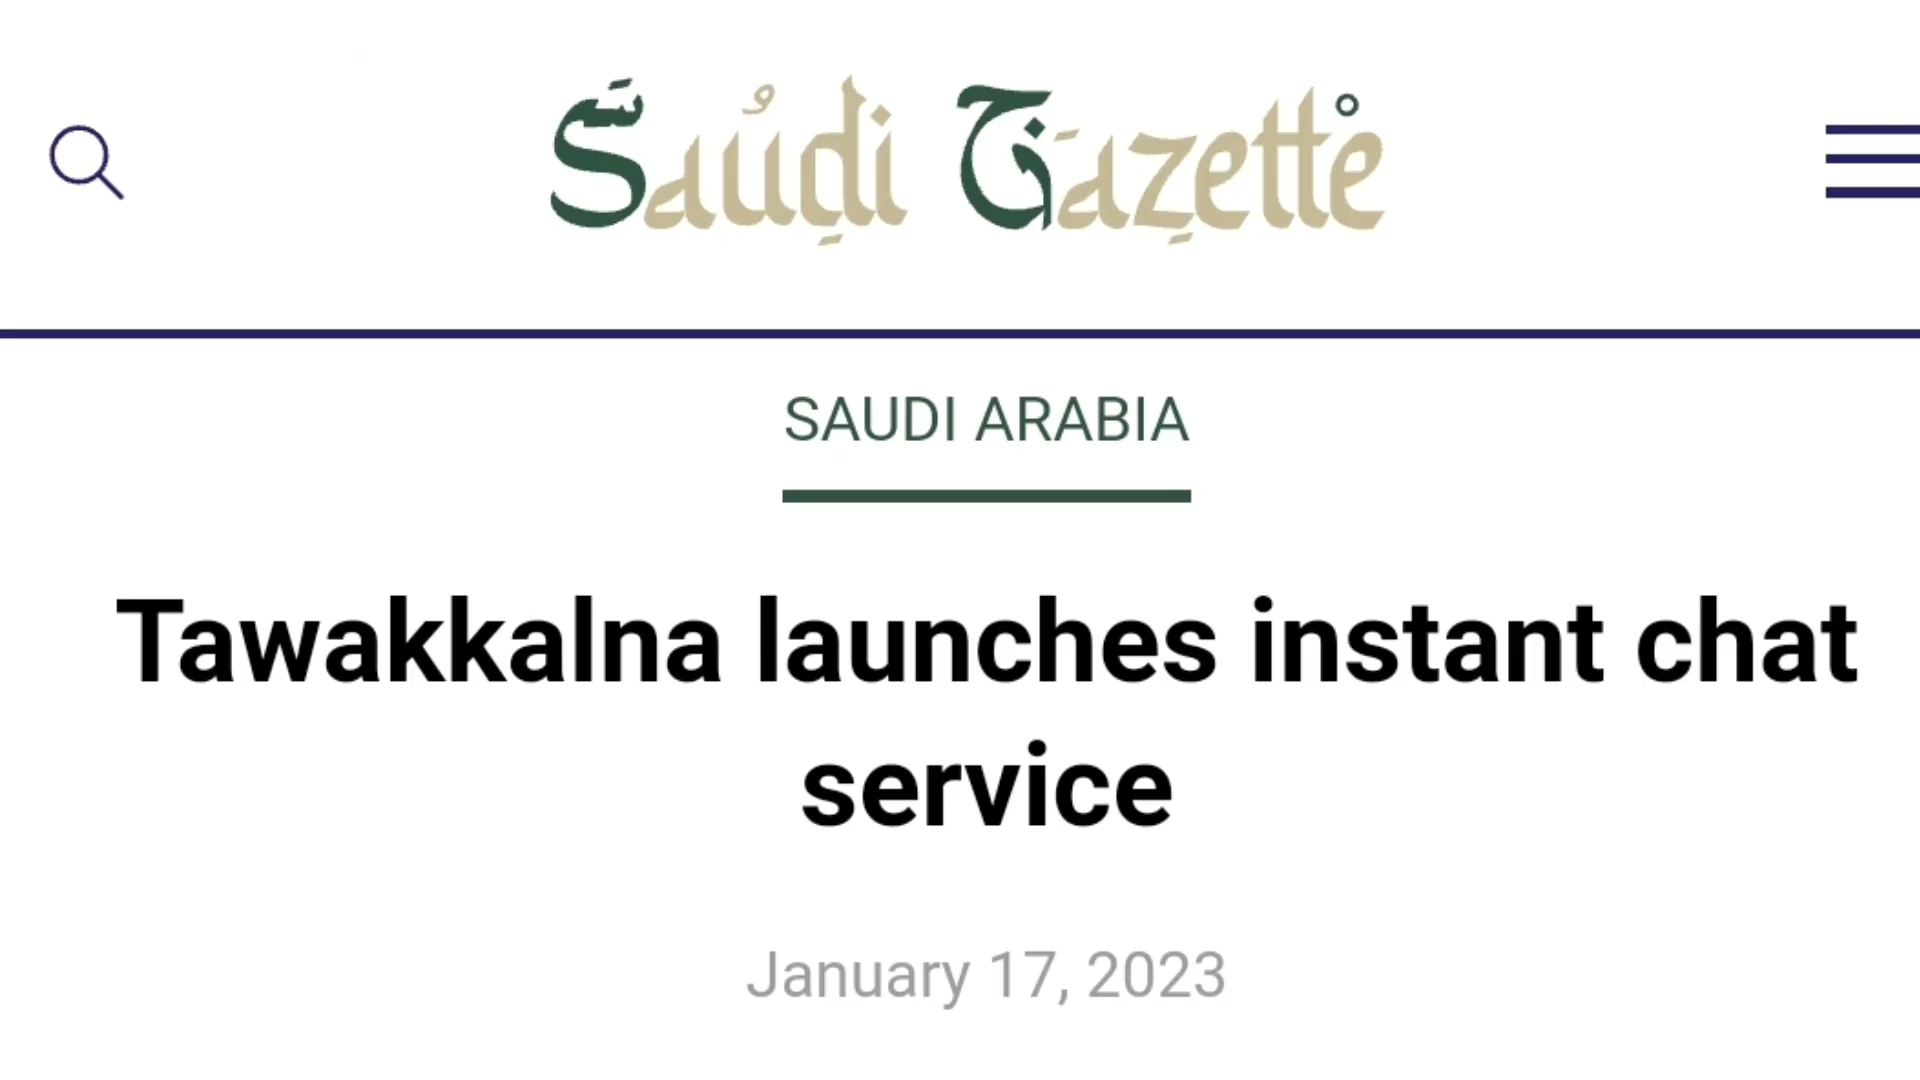 Saudi Gazette
SAUDI ARABIA
Tawakkalna launches instant chat
service
January 17, 2023